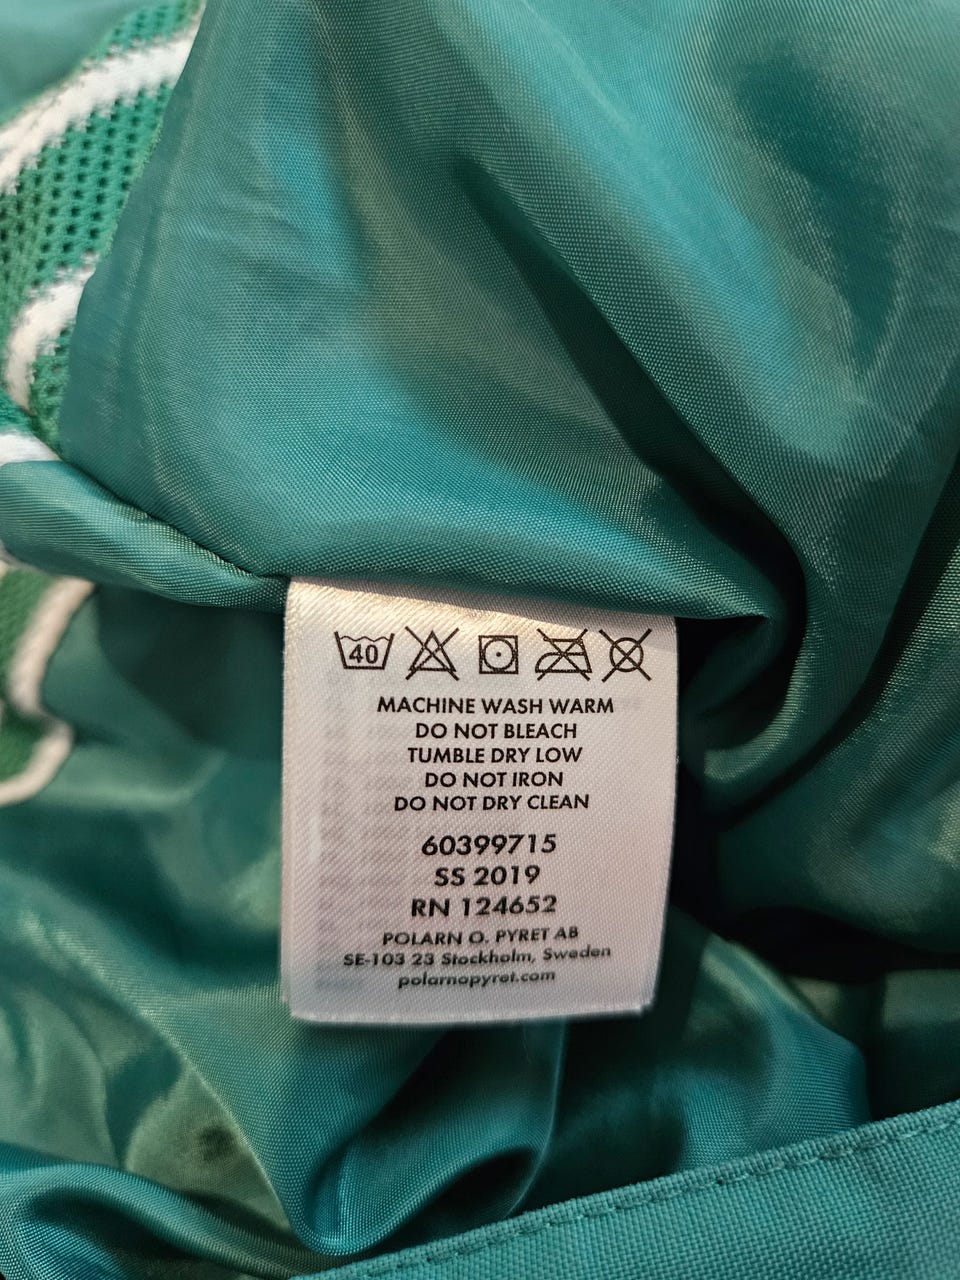 40
MACHINE WASH WARM
DO NOT BLEACH
TUMBLE DRY LOW
DO NOT IRON
DO NOT DRY CLEAN
60399715
SS 2019
RN 124652
POLARN O. PYRET AB
SE-103 23 Stockholm, Sweden
polarnopyret.com